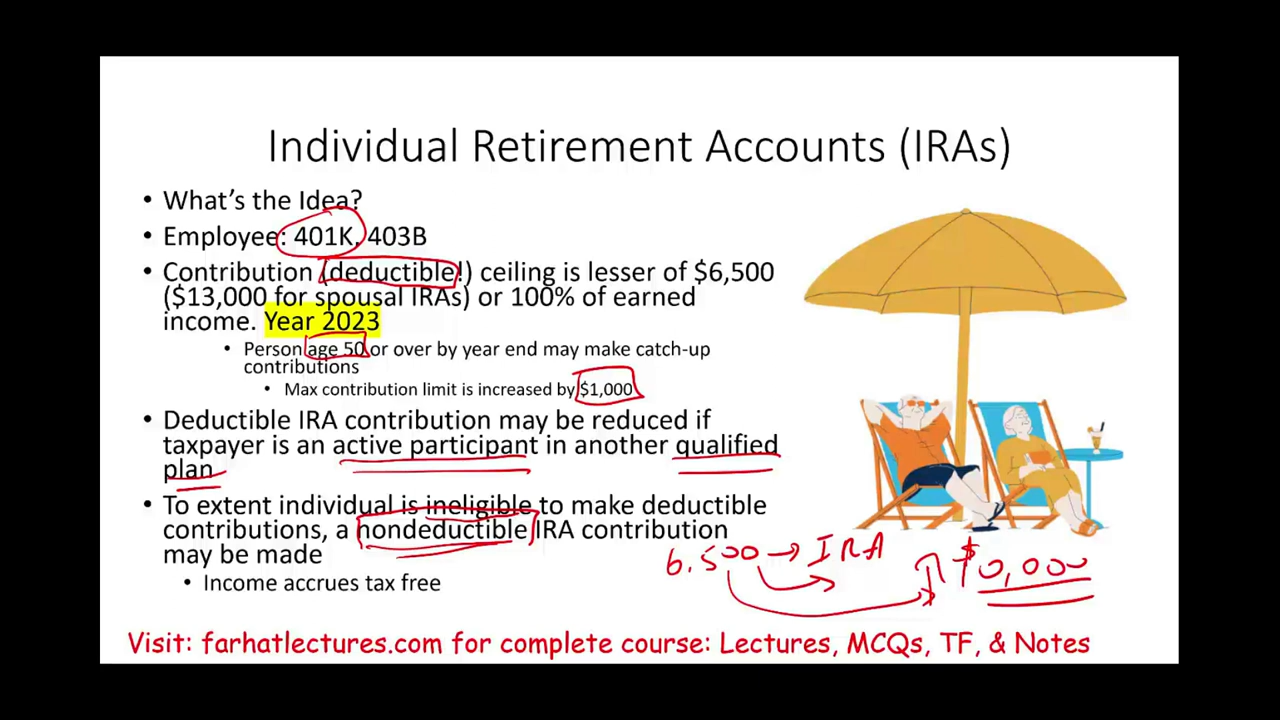 Individual Retirement Accounts (IRAs)
• What's the Idea?
• Employee: 401K, 403B
• Contribution (deductible!) ceiling is lesser of $6,500
($13,000 for spousal IRAs) or 100% of earned
income. Year 2023
• Person age 50 or over by year end may make catch-up
contributions
• Max contribution limit is increased by $1,000
• Deductible IRA contribution may be reduced if
taxpayer is an active participant in another qualified
plan
• To extent individual is ineligible to make deductible
contributions, a nondeductible IRA contribution
may be made
6.500 → IRA
• Income accrues tax free
Visit: farhatlectures.com for complete course: Lectures, MCQs, TF, & Notes